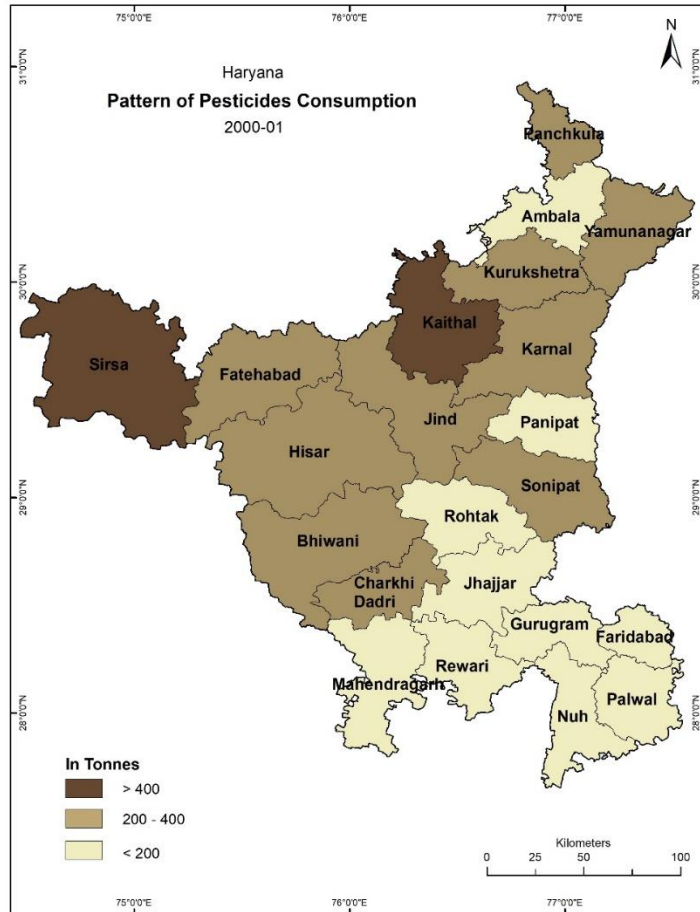 75°0'0"E
76°0'0"E
77°0'0"E
N
31°0'0"N
31°0'0"N
Haryana
Pattern of Pesticides Consumption
2000-01
Panchkula
Ambala
Yamunanagar
Kurukshetra
30°0'0"N
30°0'0"N
Kaithal
Karnal
Sirsa
Fatehabad
Jind
Panipat
Hisar
Sonipat
29°0'0"N
29°0'0"N
Rohtak
Bhiwani
Charkhi
Dadri
Jhajjar
Gurugram
Faridabad
Rewari
Mahendragarh
Palwal
Nuh
28°0'0"N
28°0'0"N
In Tonnes
> 400
200 - 400
< 200
Kilometers
0 25 50 100
75°0'0"E
76°0'0"E
77°0'0"E